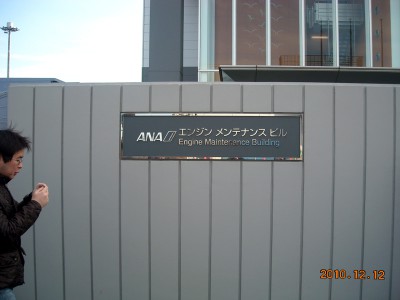 ANA エンジン メンテナンス ビル
Engine Maintenance Building
2010.12.12